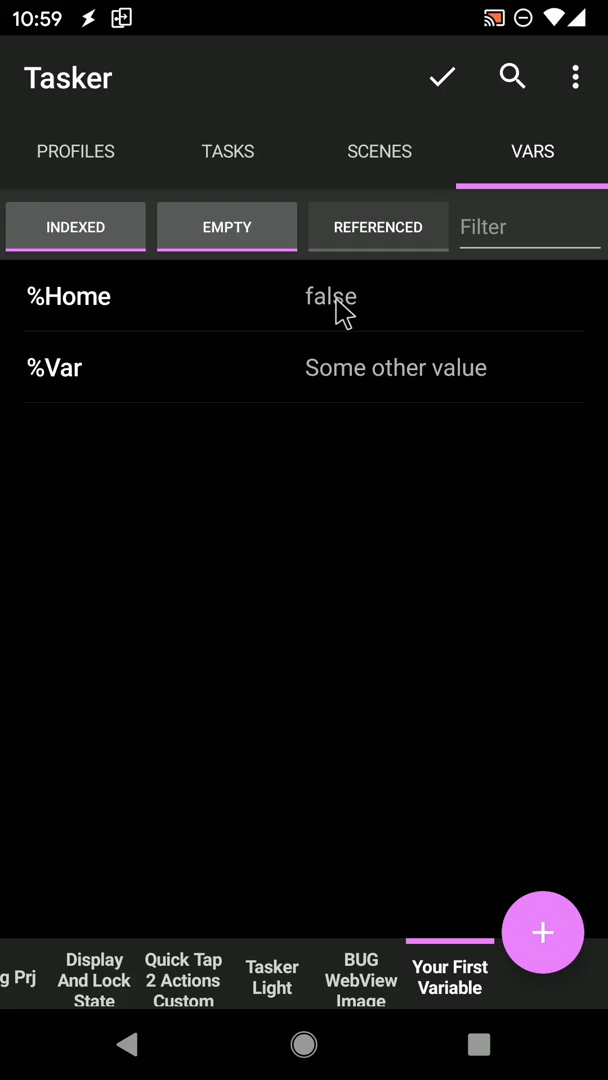 10:59
Tasker
PROFILES TASKS SCENES VARS
INDEXED EMPTY REFERENCED Filter
%Home false
%Var Some other value
g Prj
Display
And Lock
State
Quick Tap
2 Actions
Custom
Tasker
Light
BUG
WebView
Image
Your First
Variable